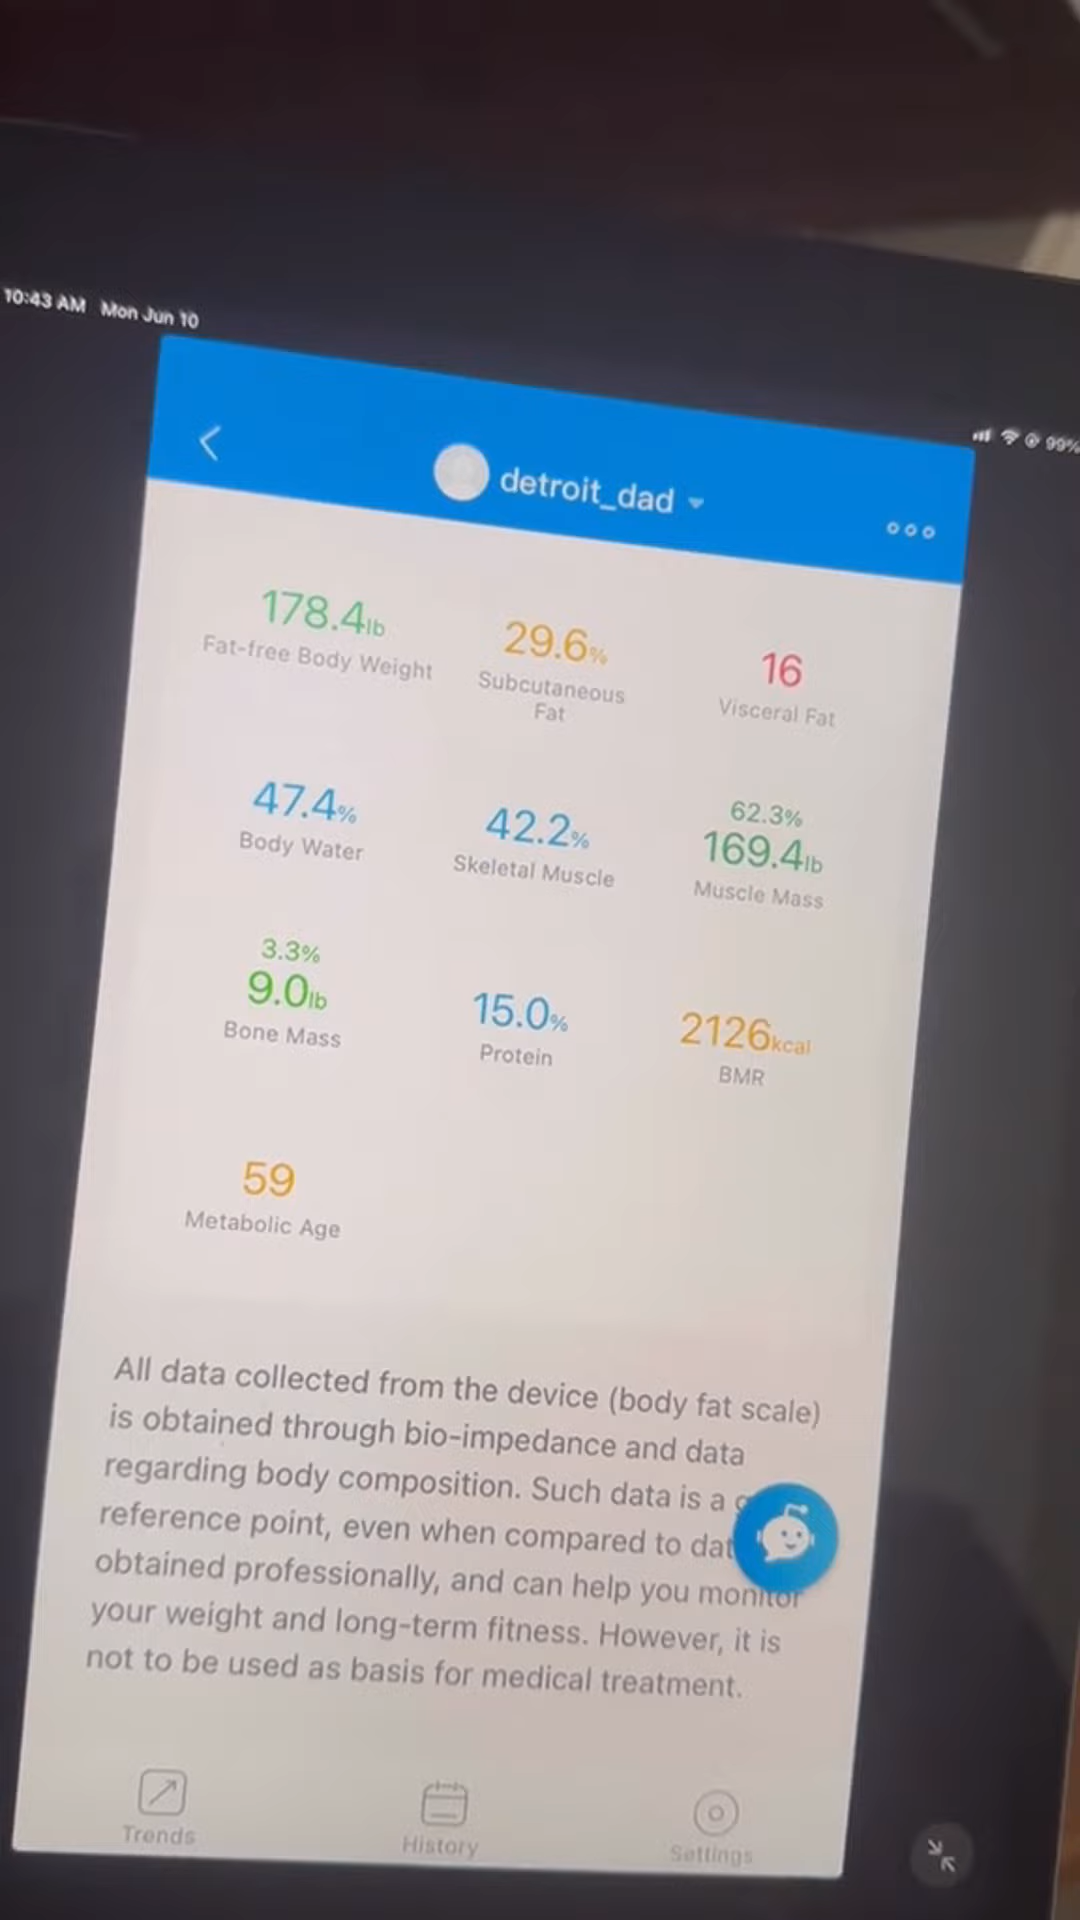 10:43 AM Mon Jun 10
99%
detroit_dad
178.4lb
Fat-free Body Weight
29.6%
Subcutaneous
Fat
16
Visceral Fat
47.4%
Body Water
42.2%
Skeletal Muscle
62.3%
169.4lb
Muscle Mass
3.3%
9.0lb
Bone Mass
15.0%
Protein
2126kcal
BMR
59
Metabolic Age
All data collected from the device (body fat scale)
is obtained through bio-impedance and data
regarding body composition. Such data is a
reference point, even when compared to
obtained professionally, and can help you monitor
your weight and long-term fitness. However, it is
not to be used as basis for medical treatment.
Trends
History
Settings